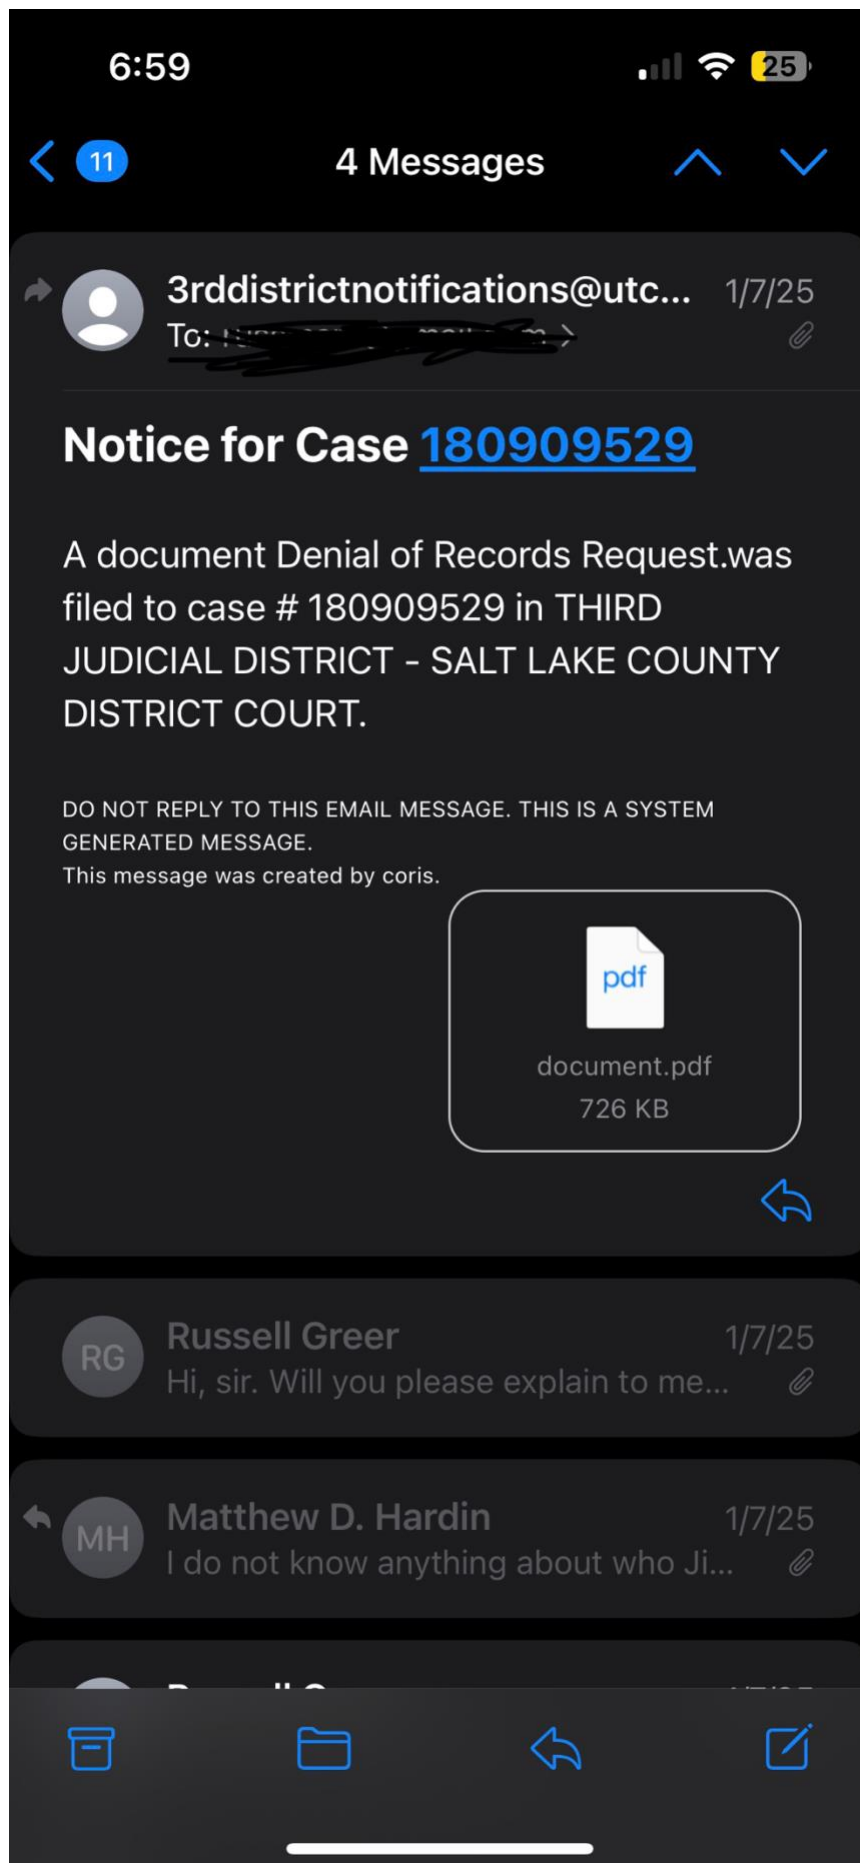 6:59
25
11
4 Messages
3rddistrictnotifications@utc...
1/7/25
To:
Notice for Case 180909529
A document Denial of Records Request.was
filed to case # 180909529 in THIRD
JUDICIAL DISTRICT - SALT LAKE COUNTY
DISTRICT COURT.
DO NOT REPLY TO THIS EMAIL MESSAGE. THIS IS A SYSTEM
GENERATED MESSAGE.
This message was created by coris.
pdf
document.pdf
726 KB
RG
Russell Greer
1/7/25
Hi, sir. Will you please explain to me...
MH
Matthew D. Hardin
1/7/25
I do not know anything about who Ji...